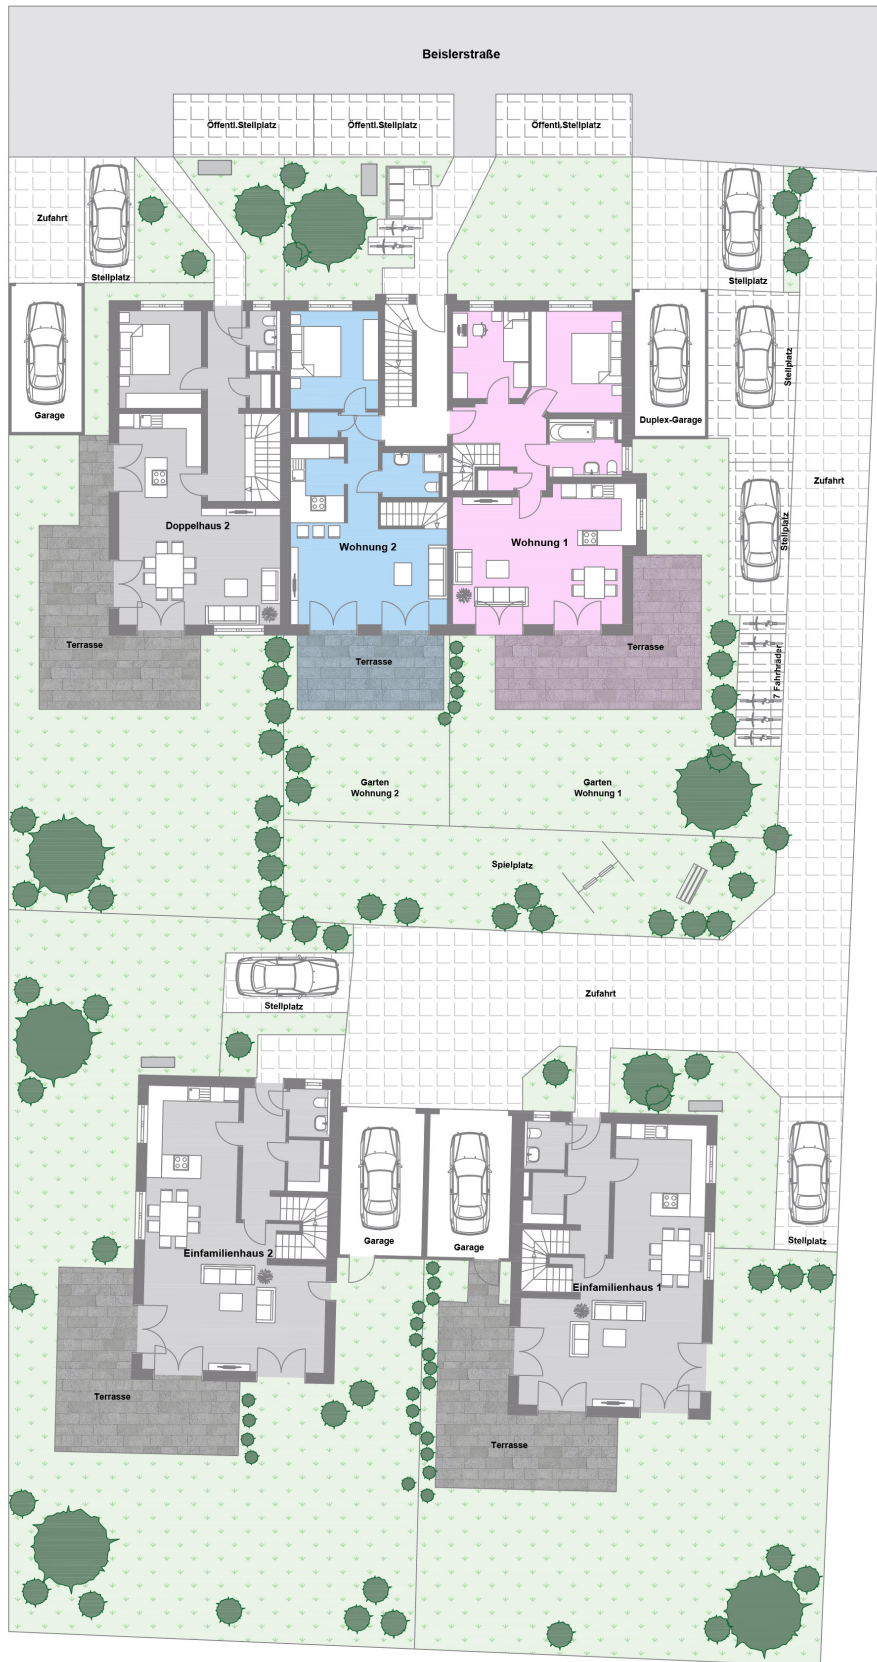 Beislerstraße
Öffentl.Stellplatz
Öffentl.Stellplatz
Öffentl.Stellplatz
Zufahrt
Stellplatz
Stellplatz
Garage
Duplex-Garage
Stellplatz
Zufahrt
Stellplatz
Doppelhaus 2
Wohnung 2
Wohnung 1
Terrasse
Terrasse
Terrasse
7 Fahrräder
Garten
Wohnung 2
Garten
Wohnung 1
Spielplatz
Zufahrt
Stellplatz
Garage
Garage
Stellplatz
Einfamilienhaus 2
Einfamilienhaus 1
Terrasse
Terrasse